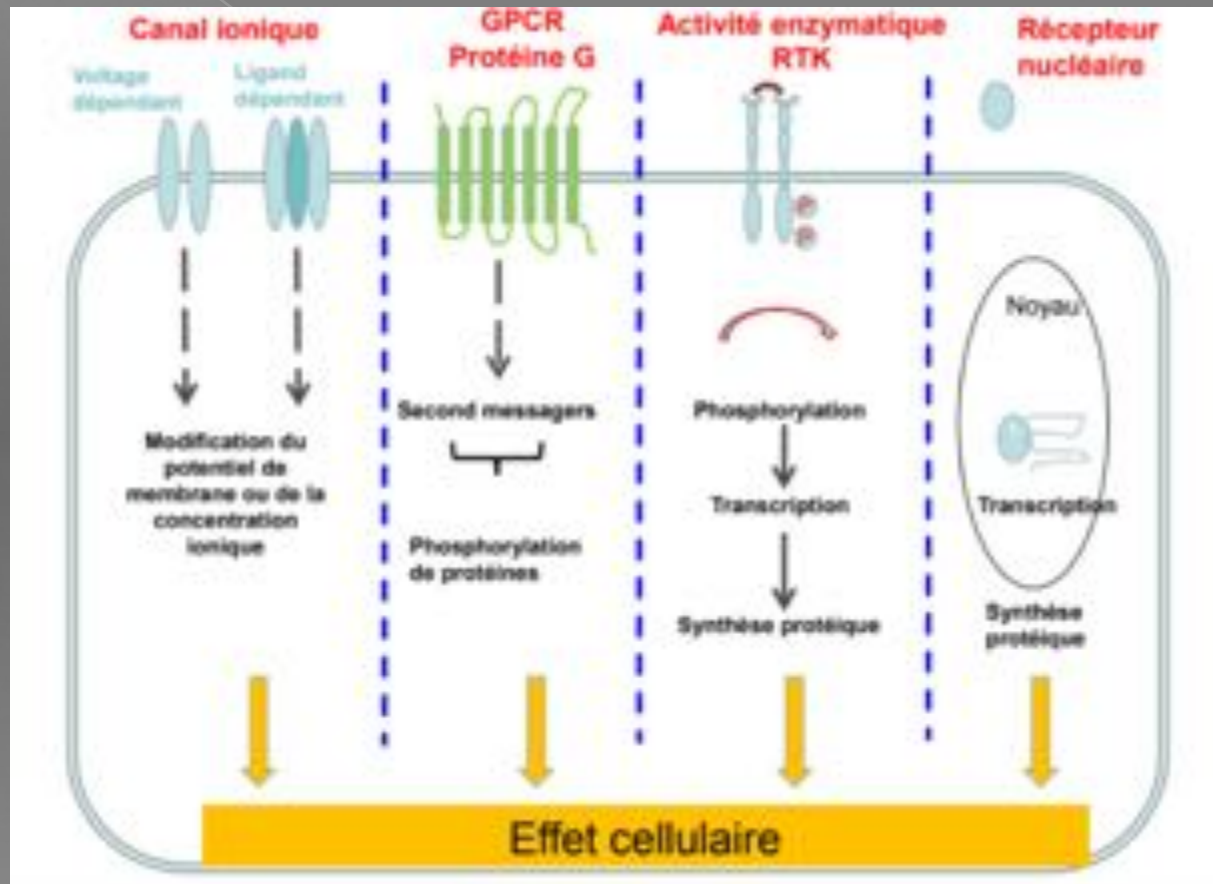 Canal ionique
Voltage
dépendant
Ligand
dépendant
Modification du
potentiel de
membrane ou de la
concentration
ionique
GPCR
Protéine G
Second messagers
Phosphorylation
de protéines
Activité enzymatique
RTK
P
P
Phosphorylation
Transcription
Synthèse protéique
Récepteur
nucléaire
Noyau
Transcription
Synthèse
protéique
Effet cellulaire